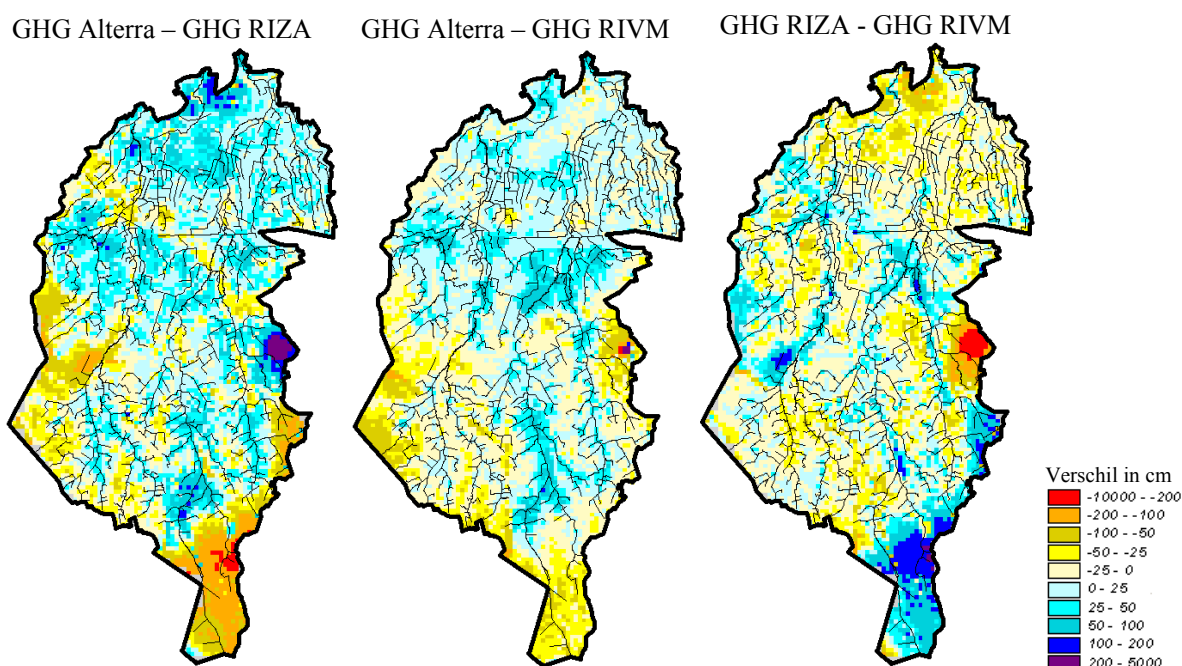 GHG Alterra – GHG RIZA
GHG Alterra – GHG RIVM
GHG RIZA - GHG RIVM
Verschil in cm
-10000 - -200
-200 - -100
-100 - -50
-50 - -25
-25 - 0
0 - 25
25 - 50
50 - 100
100 - 200
200 - 5000